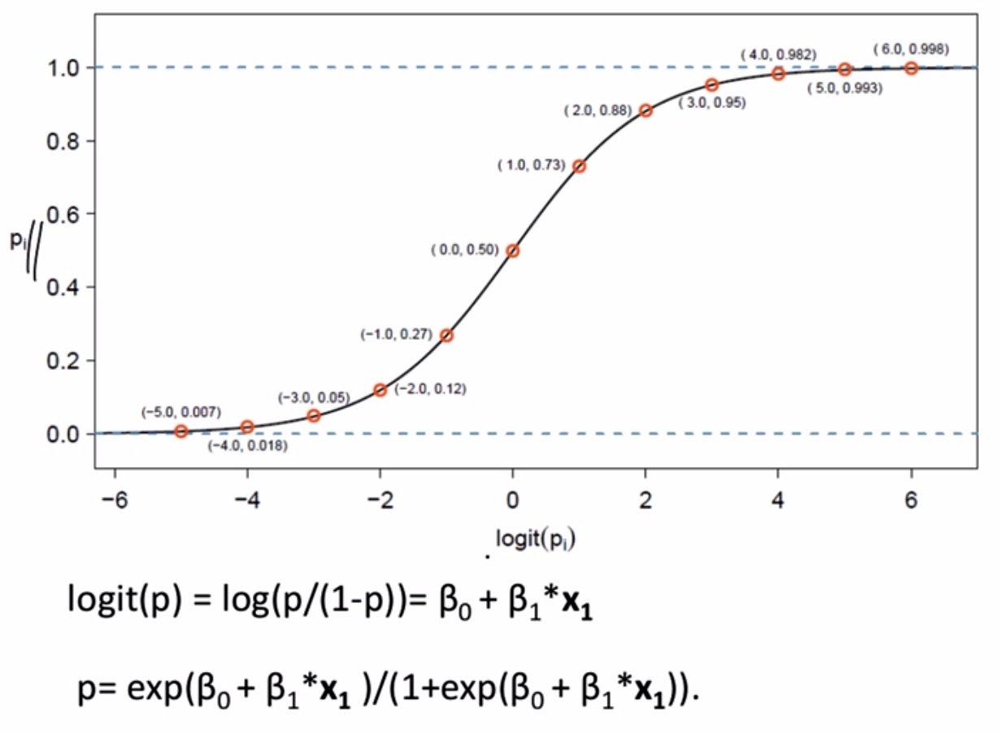 ( 4.0, 0.982)
( 6.0, 0.998)
1.0
( 5.0, 0.993)
( 3.0, 0.95)
( 2.0, 0.88)
0.8
( 1.0, 0.73)
0.6
pi
( 0.0, 0.50)
0.4
(−1.0, 0.27)
0.2
(−2.0, 0.12)
(−3.0, 0.05)
(−5.0, 0.007)
0.0
(−4.0, 0.018)
−6 −4 −2 0 2 4 6
logit(pi)
logit(p) = log(p/(1-p))= β0 + β1*x1
p= exp(β0 + β1*x1 )/(1+exp(β0 + β1*x1)).